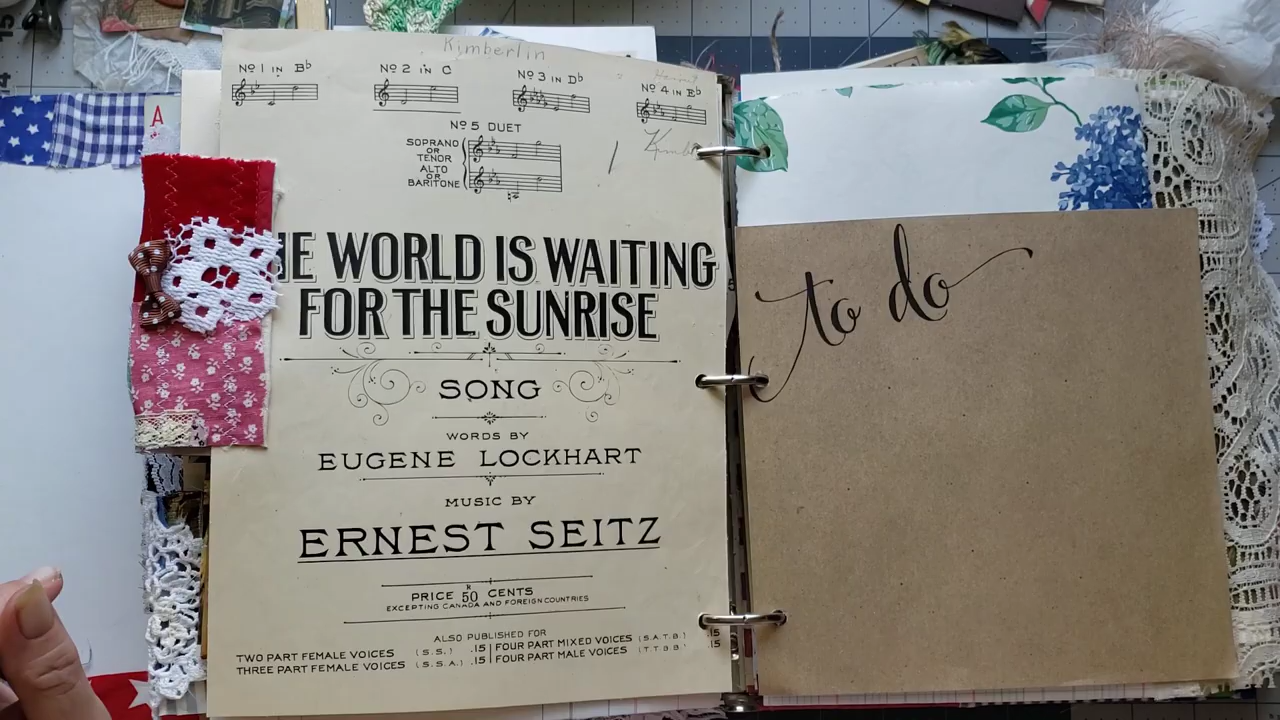 Kimberlin
No 1 IN Bb
No 2 IN C
No 3 IN Db
No 4 IN Eb
No 5 DUET
SOPRANO
OR
TENOR
ALTO
OR
BARITONE
HE WORLD IS WAITING
FOR THE SUNRISE
SONG
WORDS BY
EUGENE LOCKHART
MUSIC BY
ERNEST SEITZ
PRICE 50 CENTS
EXCEPTING CANADA AND FOREIGN COUNTRIES
ALSO PUBLISHED FOR
TWO PART FEMALE VOICES (S.S.) .15 | FOUR PART MIXED VOICES (S.A.T.B.) .15
THREE PART FEMALE VOICES (S.S.A.) .15 | FOUR PART MALE VOICES (T.T.B.B.) .15
A
to do